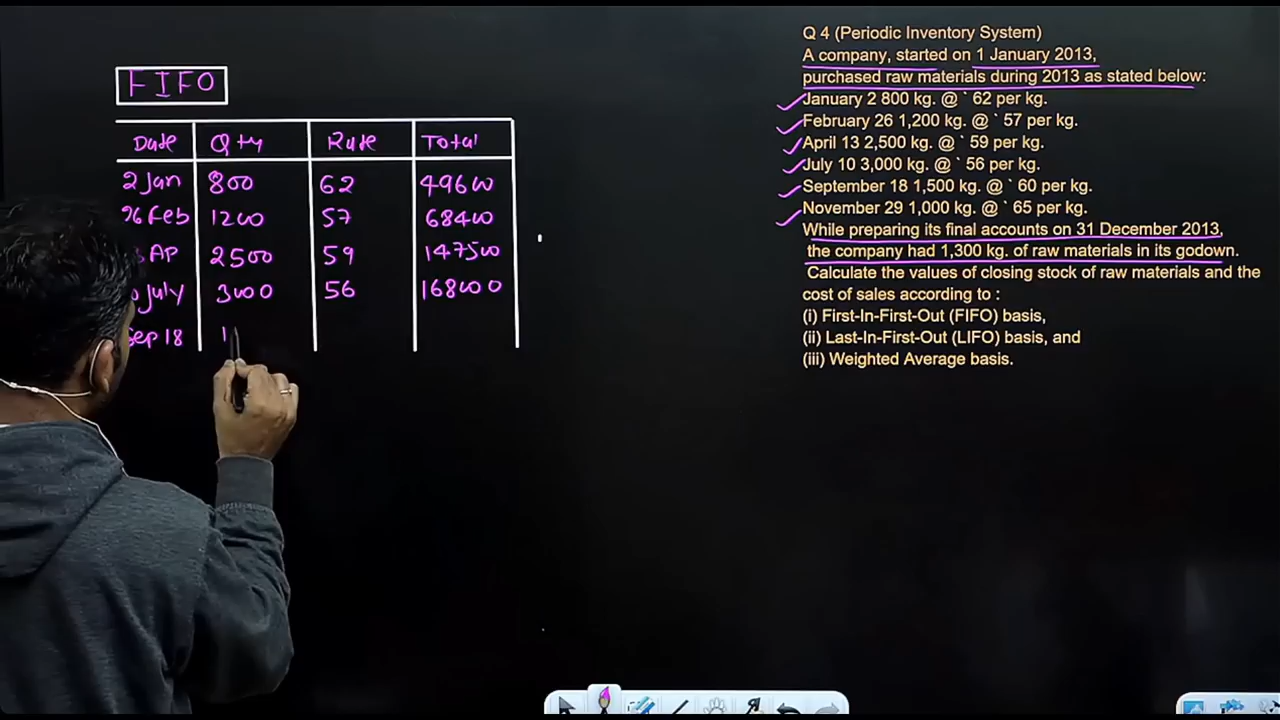 FIFO
Date Qty Rate Total
2 Jan 800 62 49600
26 Feb 1200 57 68400
AP 2500 59 147500
July 3000 56 168000
Sep 18 1
Q 4 (Periodic Inventory System)
A company, started on 1 January 2013,
purchased raw materials during 2013 as stated below:
January 2 800 kg. @ ` 62 per kg.
February 26 1,200 kg. @ ` 57 per kg.
April 13 2,500 kg. @ ` 59 per kg.
July 10 3,000 kg. @ ` 56 per kg.
September 18 1,500 kg. @ ` 60 per kg.
November 29 1,000 kg. @ ` 65 per kg.
While preparing its final accounts on 31 December 2013,
the company had 1,300 kg. of raw materials in its godown.
Calculate the values of closing stock of raw materials and the
cost of sales according to :
(i) First-In-First-Out (FIFO) basis,
(ii) Last-In-First-Out (LIFO) basis, and
(iii) Weighted Average basis.